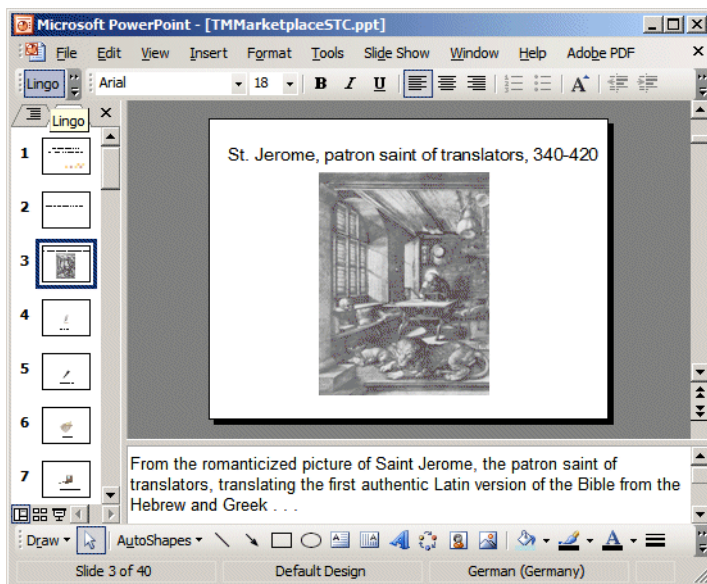 Microsoft PowerPoint - [TMMarketplaceSTC.ppt]
File Edit View Insert Format Tools Slide Show Window Help Adobe PDF
Lingo Arial 18 B I U A
Lingo
1
2
3
4
5
6
7
St. Jerome, patron saint of translators, 340-420
From the romanticized picture of Saint Jerome, the patron saint of
translators, translating the first authentic Latin version of the Bible from the
Hebrew and Greek . . .
Draw AutoShapes A
Slide 3 of 40 Default Design German (Germany)